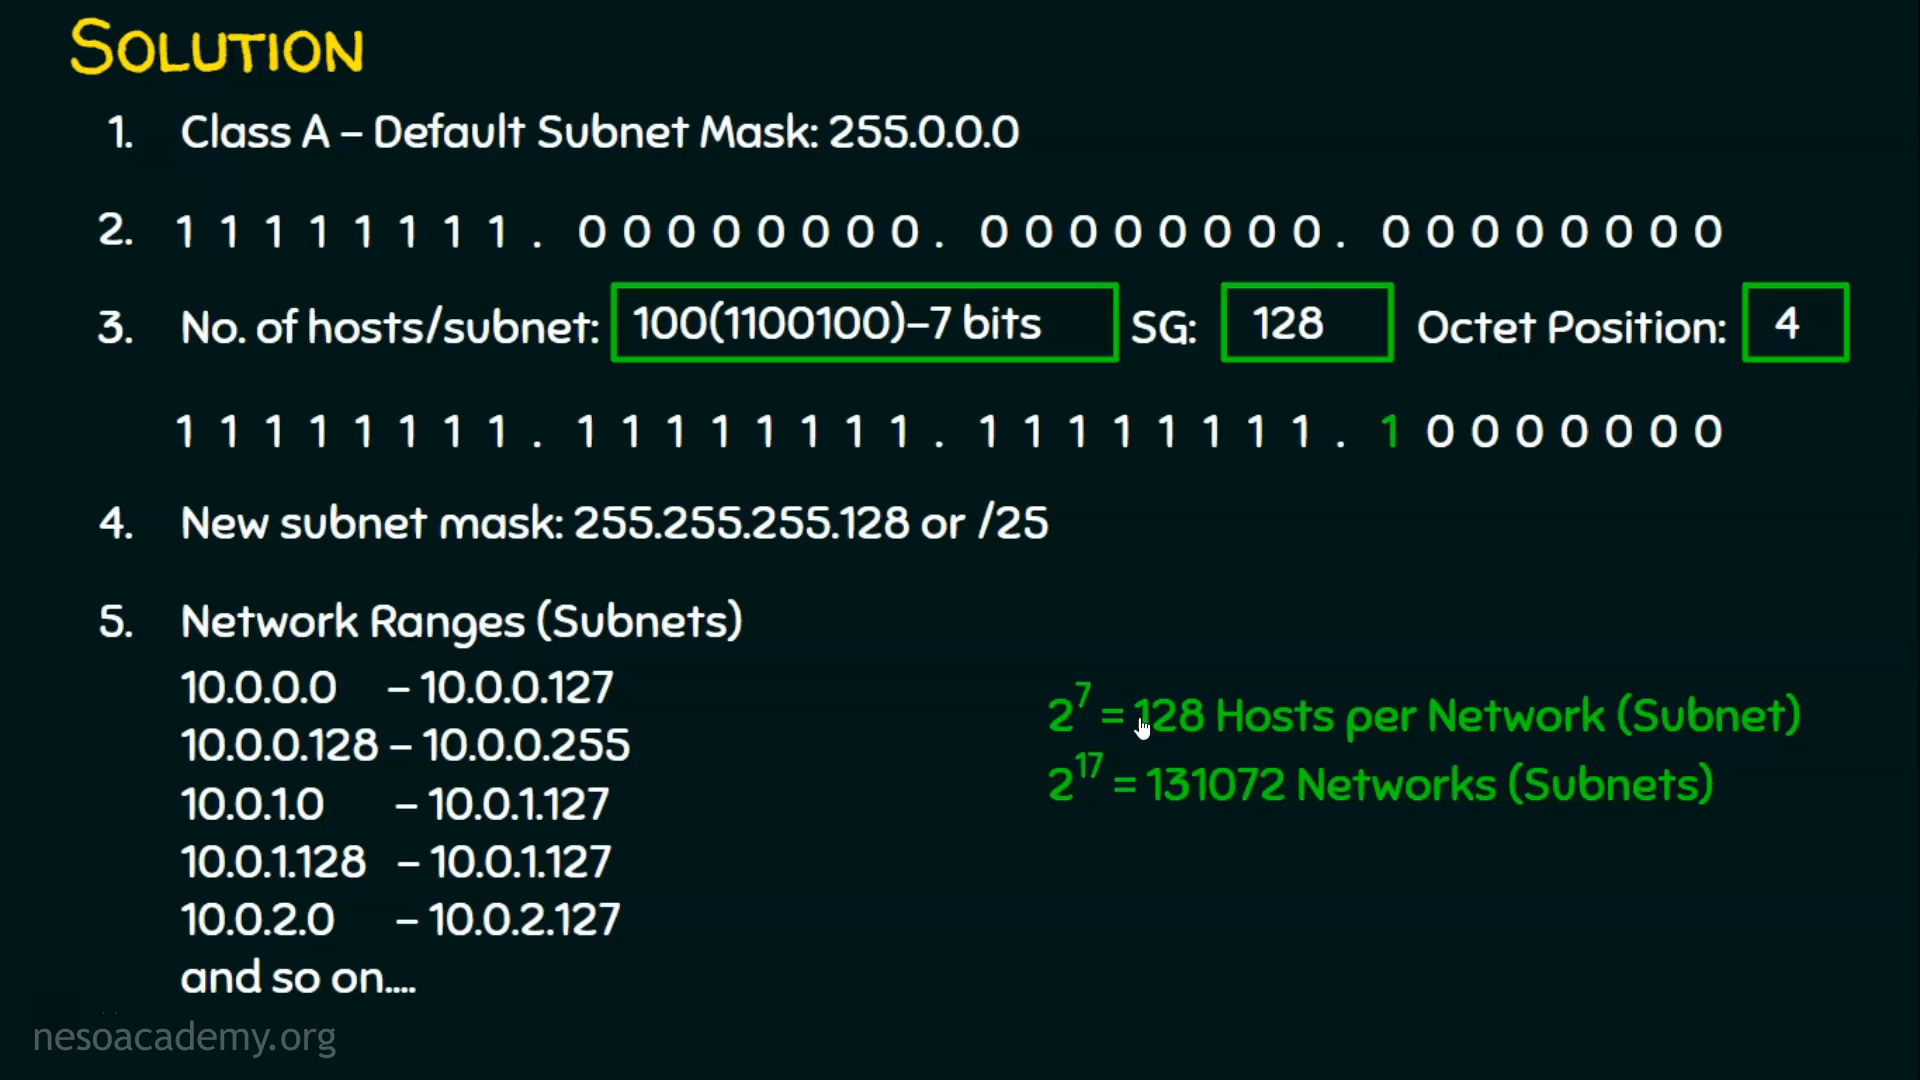 SOLUTION
1. Class A – Default Subnet Mask: 255.0.0.0
2. 1 1 1 1 1 1 1 1 . 0 0 0 0 0 0 0 0 . 0 0 0 0 0 0 0 0 . 0 0 0 0 0 0 0 0
3. No. of hosts/subnet: 100(1100100)–7 bits SG: 128 Octet Position: 4
1 1 1 1 1 1 1 1 . 1 1 1 1 1 1 1 1 . 1 1 1 1 1 1 1 1 . 1 0 0 0 0 0 0 0
4. New subnet mask: 255.255.255.128 or /25
5. Network Ranges (Subnets)
10.0.0.0 – 10.0.0.127
10.0.0.128 – 10.0.0.255
10.0.1.0 – 10.0.1.127
10.0.1.128 – 10.0.1.127
10.0.2.0 – 10.0.2.127
and so on....
2⁷ = 128 Hosts per Network (Subnet)
2¹⁷ = 131072 Networks (Subnets)
nesoacademy.org